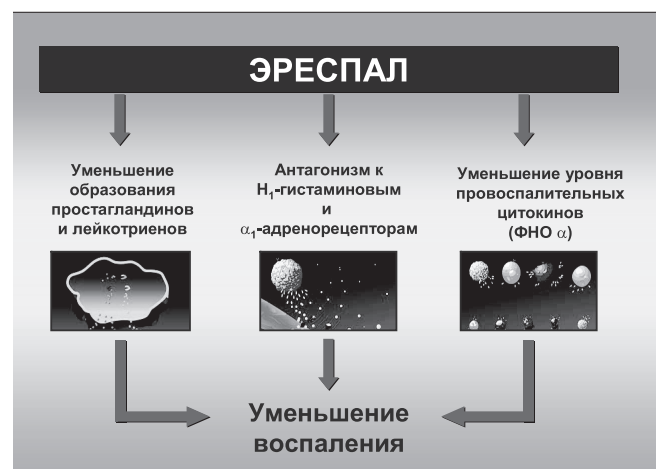 ЭРЕСПАЛ
Уменьшение
образования
простагландинов
и лейкотриенов
Антагонизм к
H₁-гистаминовым
и
α₁-адренорецепторам
Уменьшение уровня
провоспалительных
цитокинов
(ФНО α)
Уменьшение
воспаления